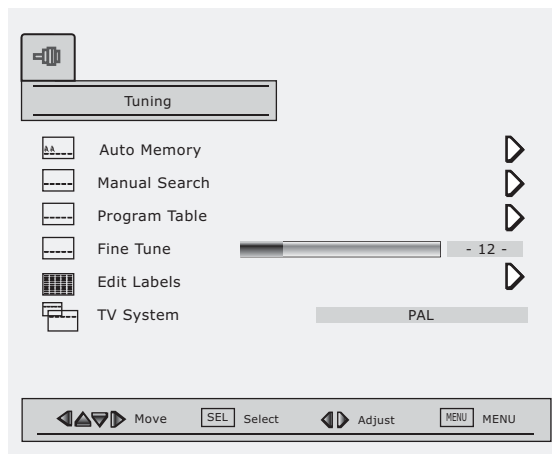 Tuning
AA Auto Memory
Manual Search
Program Table
Fine Tune - 12 -
Edit Labels
TV System PAL
Move SEL Select Adjust MENU MENU